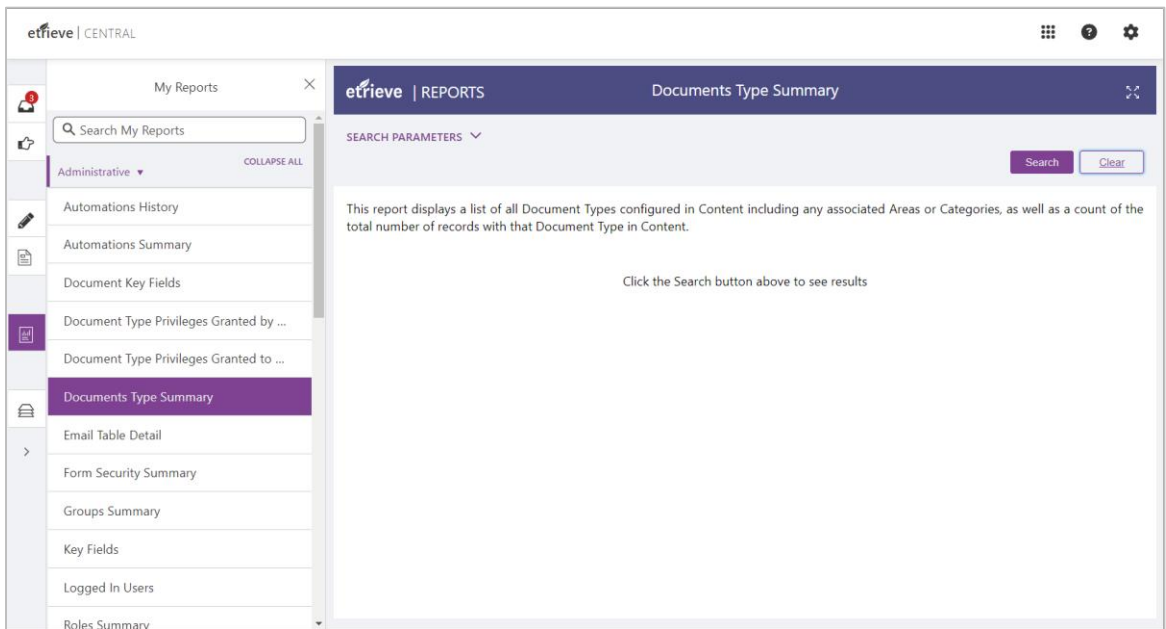 etrieve | CENTRAL
3
My Reports
Search My Reports
COLLAPSE ALL
Administrative
Automations History
Automations Summary
Document Key Fields
Document Type Privileges Granted by ...
Document Type Privileges Granted to ...
Documents Type Summary
Email Table Detail
Form Security Summary
Groups Summary
Key Fields
Logged In Users
Roles Summary
etrieve | REPORTS
Documents Type Summary
SEARCH PARAMETERS
Search
Clear
This report displays a list of all Document Types configured in Content including any associated Areas or Categories, as well as a count of the
total number of records with that Document Type in Content.
Click the Search button above to see results